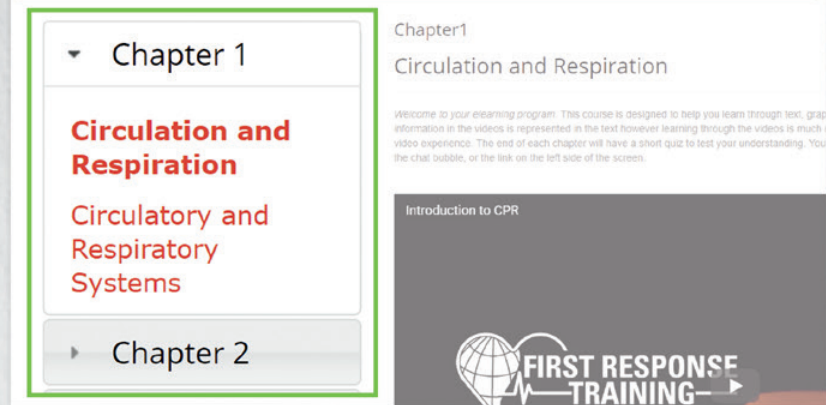 Chapter 1
Circulation and
Respiration
Circulatory and
Respiratory
Systems
Chapter 2
Chapter1
Circulation and Respiration
Welcome to your elearning program. This course is designed to help you learn through text, grap
information in the videos is represented in the text however learning through the videos is much
video experience. The end of each chapter will have a short quiz to test your understanding. You
the chat bubble, or the link on the left side of the screen.
Introduction to CPR
FIRST RESPONSE
TRAINING